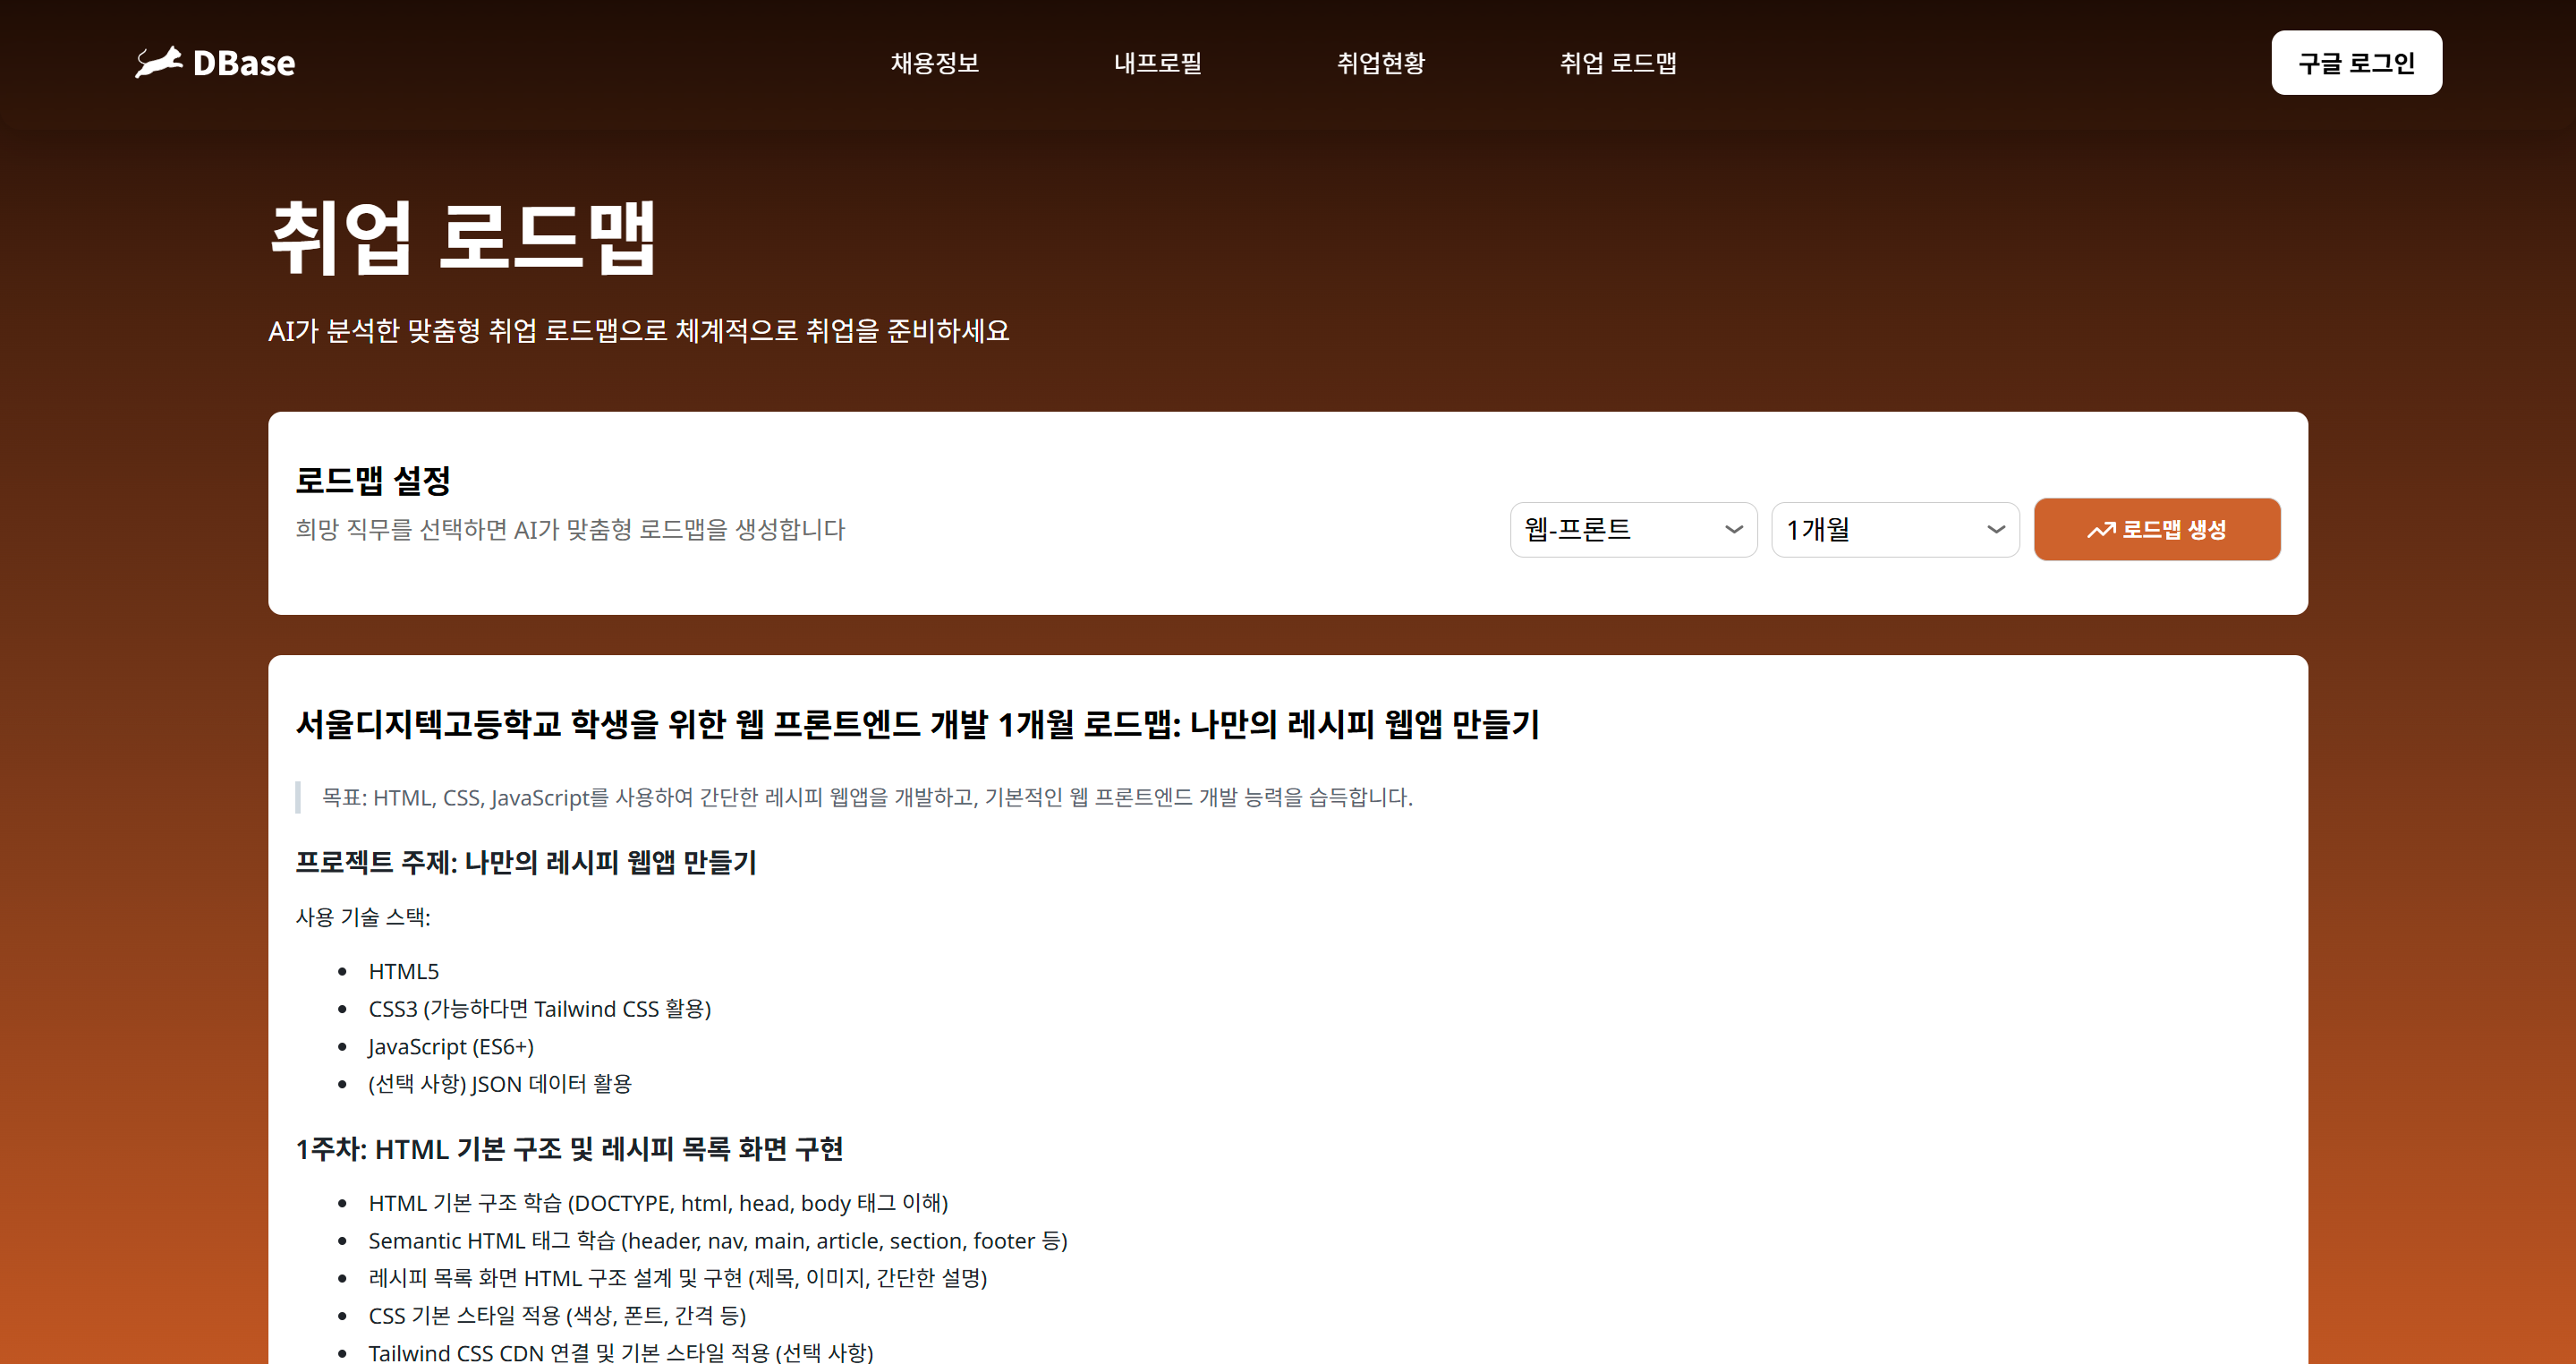 DBase
채용정보
내프로필
취업현황
취업 로드맵
구글 로그인
취업 로드맵
AI가 분석한 맞춤형 취업 로드맵으로 체계적으로 취업을 준비하세요
로드맵 설정
희망 직무를 선택하면 AI가 맞춤형 로드맵을 생성합니다
웹-프론트
1개월
로드맵 생성
서울디지텍고등학교 학생을 위한 웹 프론트엔드 개발 1개월 로드맵: 나만의 레시피 웹앱 만들기
목표: HTML, CSS, JavaScript를 사용하여 간단한 레시피 웹앱을 개발하고, 기본적인 웹 프론트엔드 개발 능력을 습득합니다.
프로젝트 주제: 나만의 레시피 웹앱 만들기
사용 기술 스택:
• HTML5
• CSS3 (가능하다면 Tailwind CSS 활용)
• JavaScript (ES6+)
• (선택 사항) JSON 데이터 활용
1주차: HTML 기본 구조 및 레시피 목록 화면 구현
• HTML 기본 구조 학습 (DOCTYPE, html, head, body 태그 이해)
• Semantic HTML 태그 학습 (header, nav, main, article, section, footer 등)
• 레시피 목록 화면 HTML 구조 설계 및 구현 (제목, 이미지, 간단한 설명)
• CSS 기본 스타일 적용 (색상, 폰트, 간격 등)
• Tailwind CSS CDN 연결 및 기본 스타일 적용 (선택 사항)